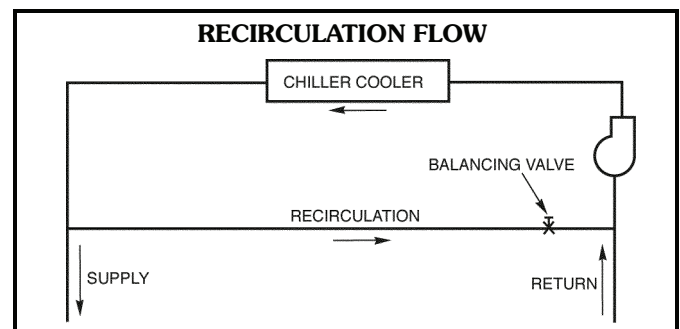 RECIRCULATION FLOW
CHILLER COOLER
BALANCING VALVE
RECIRCULATION
SUPPLY
RETURN